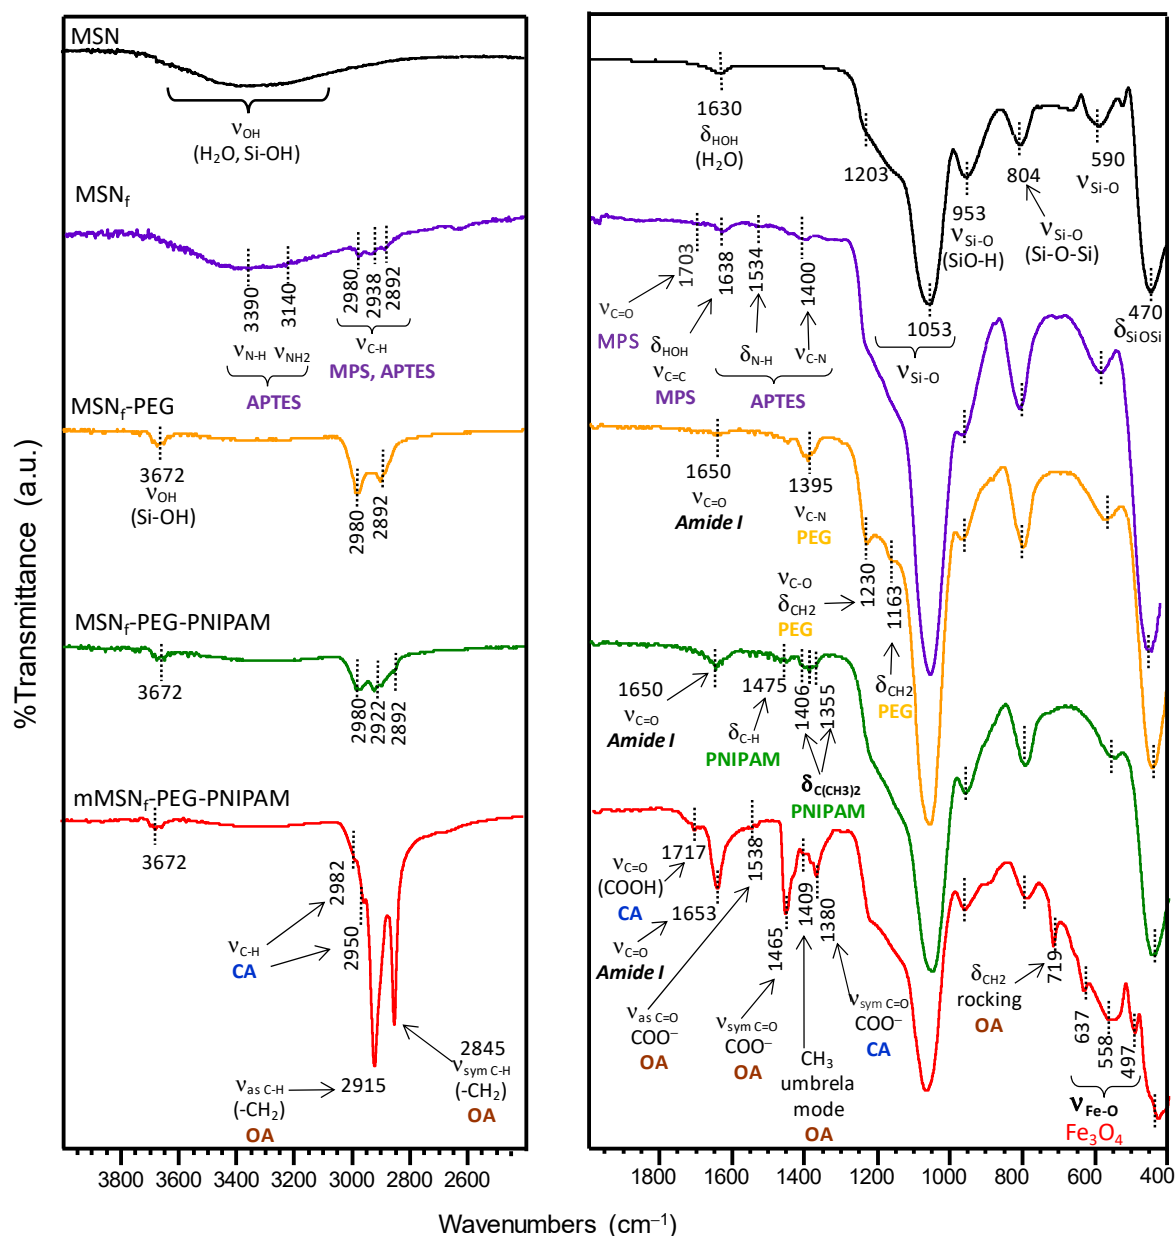 %Transmittance (a.u.)
MSN
νOH
(H₂O, Si-OH)
MSNf
3390
3140
2980
2938
2892
νN-H
νNH2
APTES
νC-H
MPS, APTES
MSNf-PEG
3672
νOH
(Si-OH)
2980
2892
MSNf-PEG-PNIPAM
3672
2980
2922
2892
mMSNf-PEG-PNIPAM
3672
2982
2950
νC-H
CA
νas C-H
(-CH₂)
OA
2915
2845
νsym C-H
(-CH₂)
OA
3800 3600 3400 3200 3000 2800 2600
1630
δHOH
(H₂O)
1203
1053
νSi-O
953
νSi-O
(SiO-H)
804
νSi-O
(Si-O-Si)
590
νSi-O
470
δSiOSi
1703
1638
1534
1400
νC=O
MPS
δHOH
νC=C
MPS
δN-H
νC-N
APTES
1650
νC=O
Amide I
1395
νC-N
PEG
1230
1163
νC-O
δCH2
PEG
δCH2
PEG
1650
νC=O
Amide I
1475
δC-H
PNIPAM
1406
1355
δC(CH3)2
PNIPAM
νC=O
(COOH)
CA
1717
1653
νC=O
Amide I
1538
νas C=O
COO⁻
OA
1465
νsym C=O
COO⁻
OA
1409
CH₃
umbrela
mode
OA
1380
νsym C=O
COO⁻
CA
719
δCH2
rocking
OA
637
558
497
νFe-O
Fe₃O₄
1800 1600 1400 1200 1000 800 600 400
Wavenumbers (cm⁻¹)